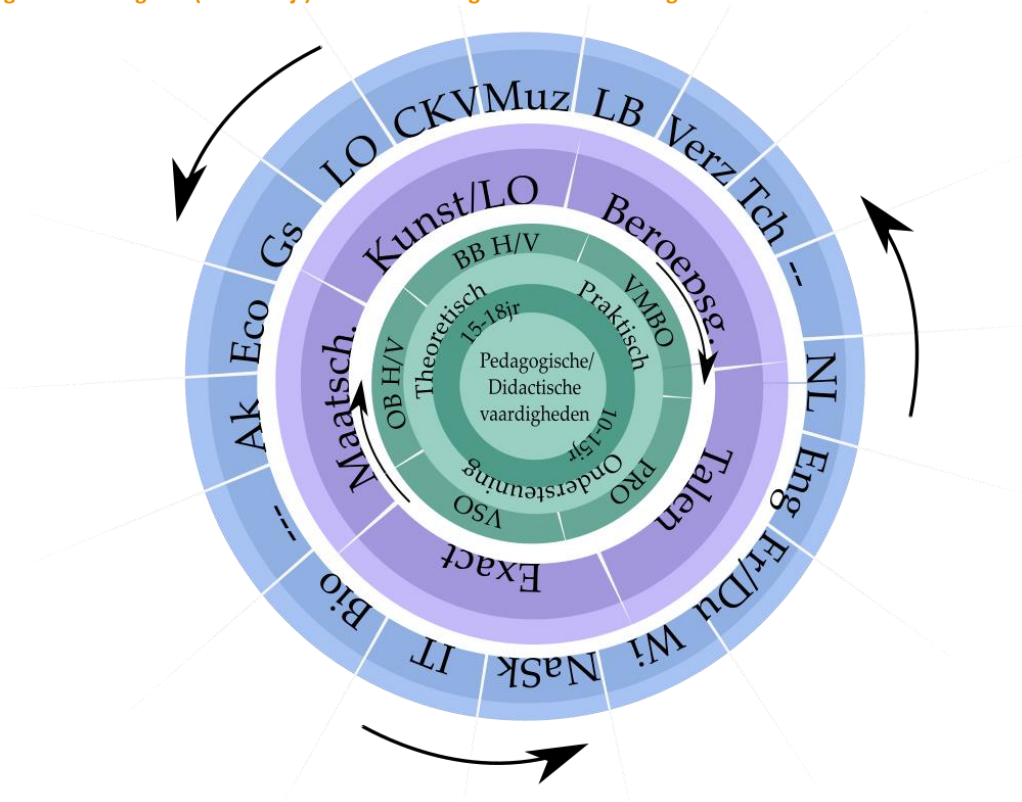 CKV
Muz
LB
Verz
Tch
--
NL
Eng
Fr/Du
Wi
NaSk
IT
Bio
---
Ak
Eco
Gs
LO
Kunst/LO
Beroepsg.
Talen
Exact
Maatsch.
BB H/V
VMBO
PRO
VSO
OB H/V
Theoretisch
Praktisch
Ondersteuning
15-18jr
10-15jr
Pedagogische/
Didactische
vaardigheden